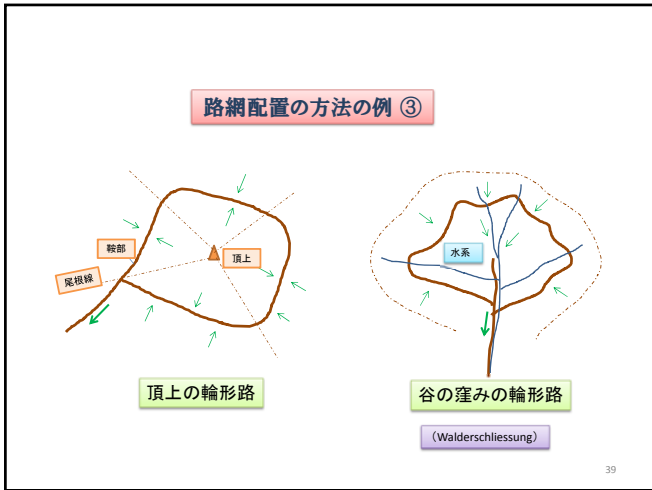 路網配置の方法の例 ③
鞍部
尾根線
頂上
水系
頂上の輪形路
谷の窪みの輪形路
（Walderschliessung）
39